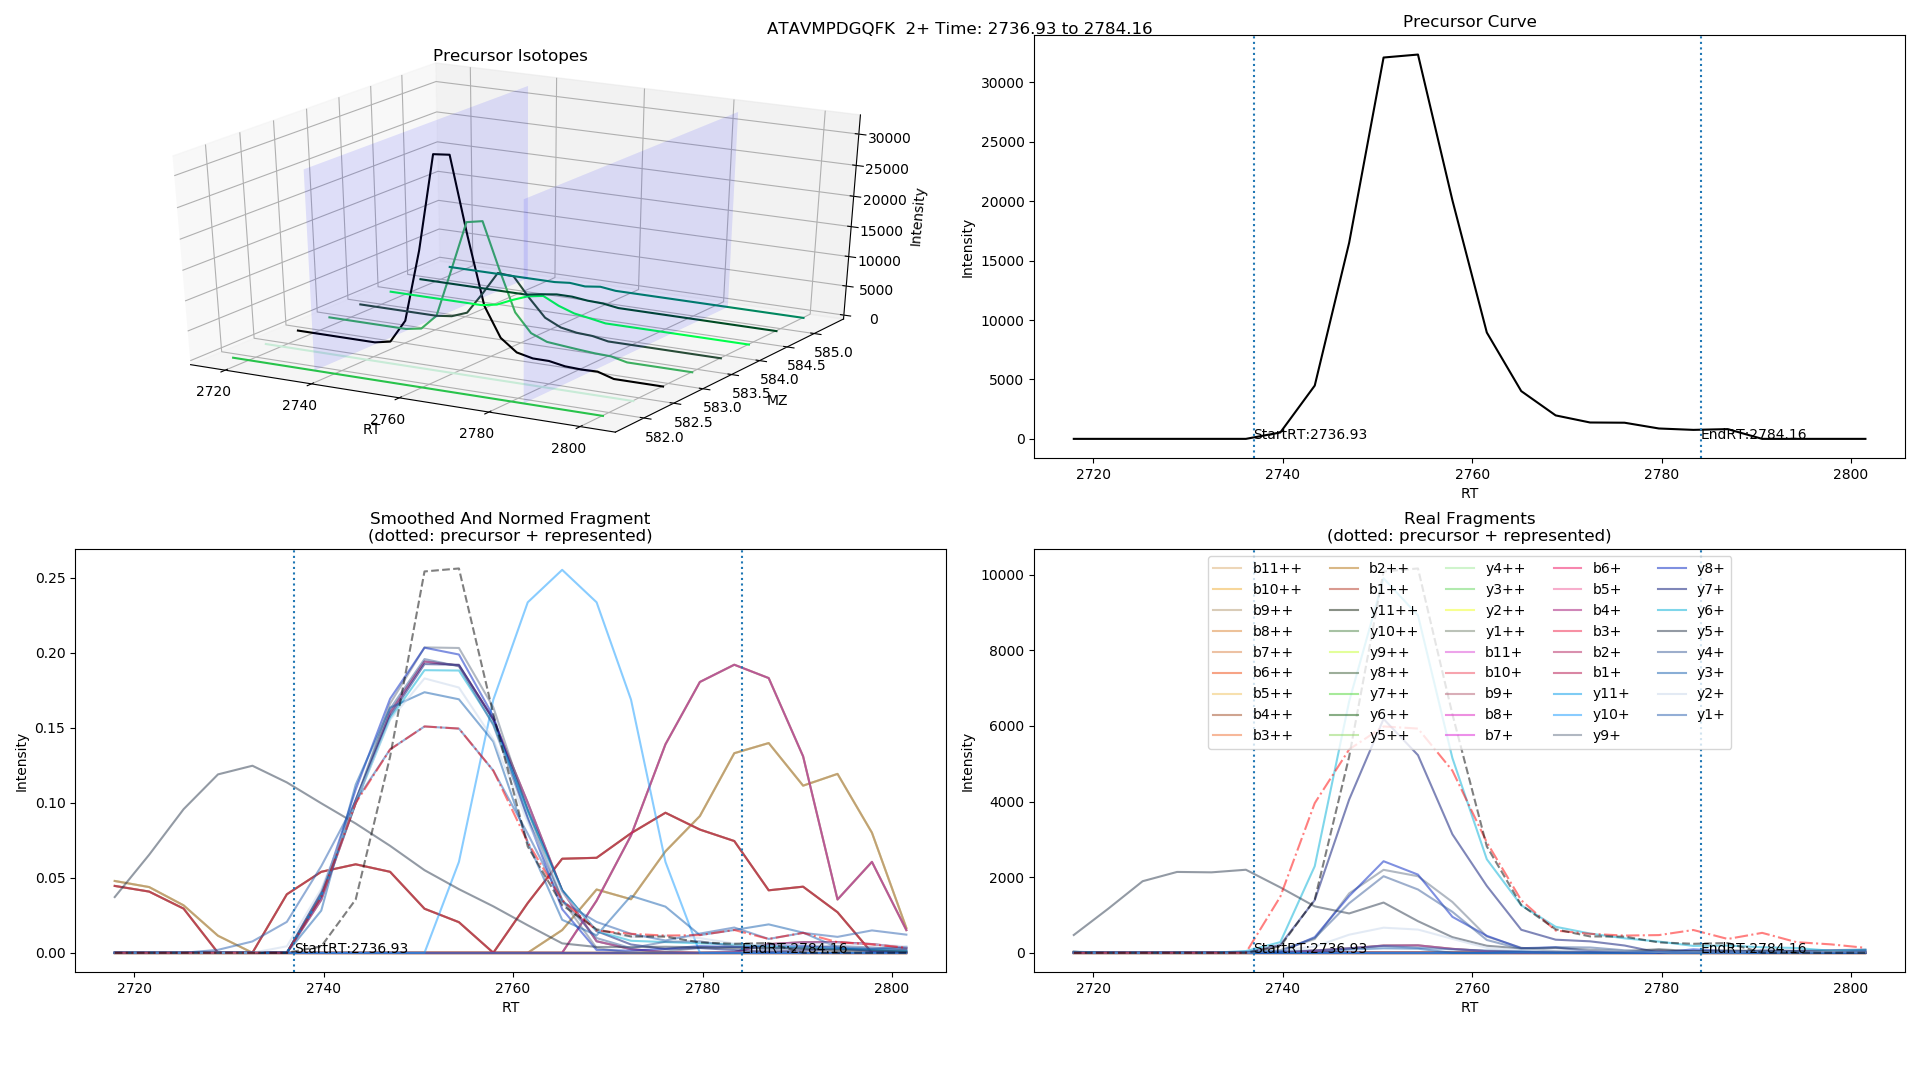 ATAVMPDGQFK  2+ Time: 2736.93 to 2784.16
Precursor Isotopes
30000
25000
20000
15000
10000
5000
0
Intensity
585.0
584.5
584.0
583.5
583.0
582.5
582.0
MZ
2720
2740
2760
2780
2800
RT
Precursor Curve
30000
25000
20000
15000
10000
5000
0
Intensity
StartRT:2736.93
EndRT:2784.16
2720
2740
2760
2780
2800
RT
Smoothed And Normed Fragment
(dotted: precursor + represented)
0.25
0.20
0.15
0.10
0.05
0.00
Intensity
StartRT:2736.93
EndRT:2784.16
2720
2740
2760
2780
2800
RT
Real Fragments
(dotted: precursor + represented)
10000
8000
6000
4000
2000
0
Intensity
b11++
b10++
b9++
b8++
b7++
b6++
b5++
b4++
b3++
b2++
b1++
y11++
y10++
y9++
y8++
y7++
y6++
y5++
y4++
y3++
y2++
y1++
b11+
b10+
b9+
b8+
b7+
b6+
b5+
b4+
b3+
b2+
b1+
y11+
y10+
y9+
y8+
y7+
y6+
y5+
y4+
y3+
y2+
y1+
StartRT:2736.93
EndRT:2784.16
2720
2740
2760
2780
2800
RT